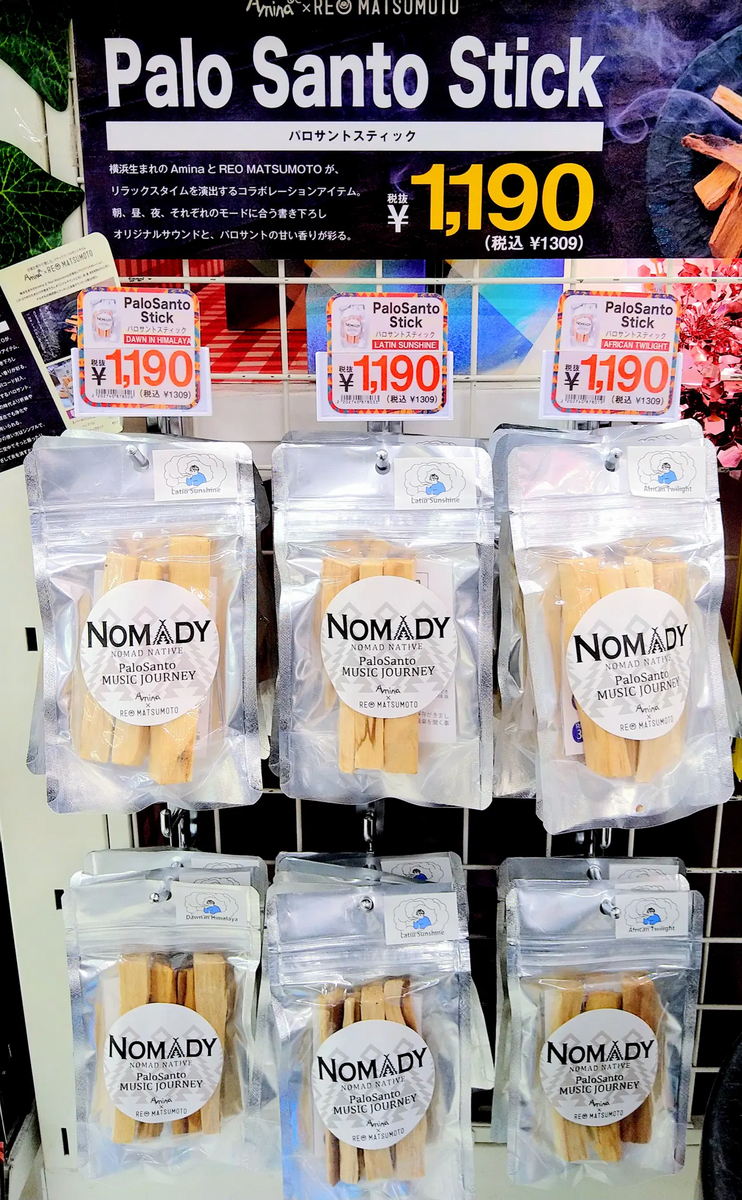 Amina × REO MATSUMOTO
Palo Santo Stick
パロサントスティック
横浜生まれの Amina と REO MATSUMOTO が、
リラックスタイムを演出するコラボレーションアイテム。
朝、昼、夜、それぞれのモードに合う書き下ろし
オリジナルサウンドと、パロサントの甘い香りが彩る。
税抜 ¥1,190
(税込 ¥1309)
Amina × REO MATSUMOTO
PaloSanto
Stick
パロサントスティック
DAWN IN HIMALAYA
税抜 ¥1,190
(税込 ¥1309)
PaloSanto
Stick
パロサントスティック
LATIN SUNSHINE
税抜 ¥1,190
(税込 ¥1309)
PaloSanto
Stick
パロサントスティック
AFRICAN TWILIGHT
税抜 ¥1,190
(税込 ¥1309)
Latin Sunshine
NOMADY
NOMAD NATIVE
PaloSanto
MUSIC JOURNEY
Amina
×
REO MATSUMOTO
Latin Sunshine
NOMADY
NOMAD NATIVE
PaloSanto
MUSIC JOURNEY
Amina
×
REO MATSUMOTO
African Twilight
NOMADY
NOMAD NATIVE
PaloSanto
MUSIC JOURNEY
Amina
×
REO MATSUMOTO
Dawn in Himalaya
NOMADY
NOMAD NATIVE
PaloSanto
MUSIC JOURNEY
Amina
×
REO MATSUMOTO
Latin Sunshine
NOMADY
NOMAD NATIVE
PaloSanto
MUSIC JOURNEY
Amina
×
REO MATSUMOTO
African Twilight
NOMADY
NOMAD NATIVE
PaloSanto
MUSIC JOURNEY
Amina
×
REO MATSUMOTO